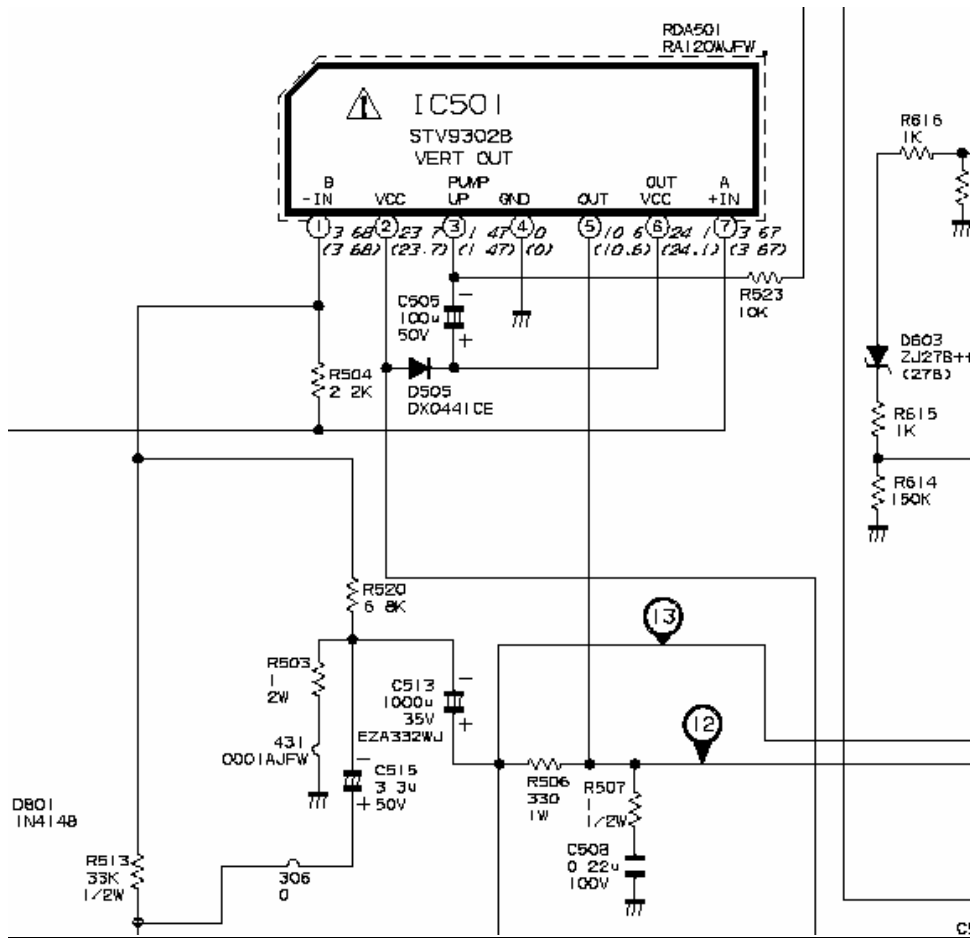 RDA501
RA120WJFW
IC501
STV9302B
VERT OUT
B
-IN
VCC
PUMP
UP
GND
OUT
OUT
VCC
A
+IN
1
2
3
4
5
6
7
3 68 23 7 1 47 0 10 6 24 1 3 67
(3 68) (23.7) (1 47) (0) (10.6) (24.1) (3 67)
R616
1K
C505
100u
50V
-
+
R523
10K
D603
ZJ27B++
(27B)
R504
2 2K
D505
DX0441CE
R615
1K
R614
150K
R520
6 8K
13
R503
1
2W
C513
1000u
35V
EZA332WJ
-
+
12
431
0001AJFW
C515
3 3u
50V
-
+
R506
330
1W
R507
1
1/2W
D801
1N4148
C508
0 22u
100V
R513
33K
1/2W
306
0